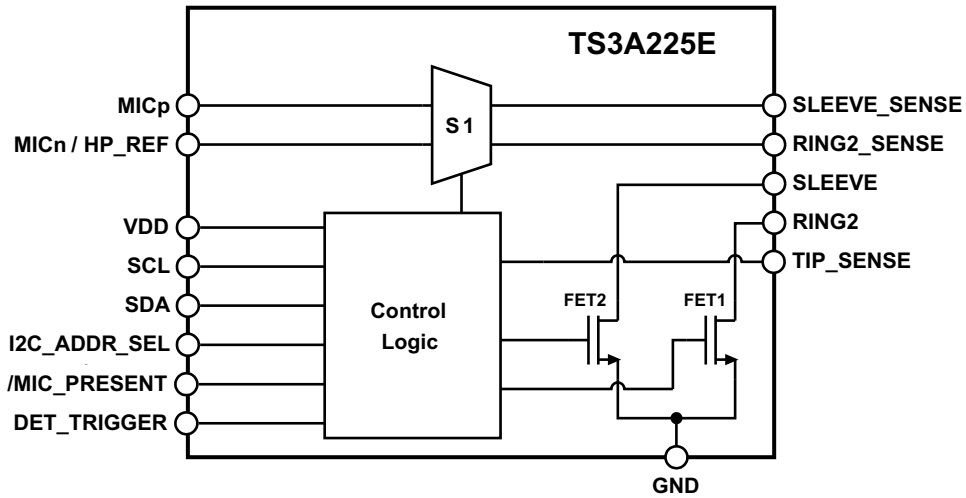 TS3A225E
MICp
S1
SLEEVE_SENSE
MICn / HP_REF
RING2_SENSE
SLEEVE
VDD
RING2
SCL
TIP_SENSE
SDA
Control
Logic
FET2
FET1
I2C_ADDR_SEL
/MIC_PRESENT
DET_TRIGGER
GND